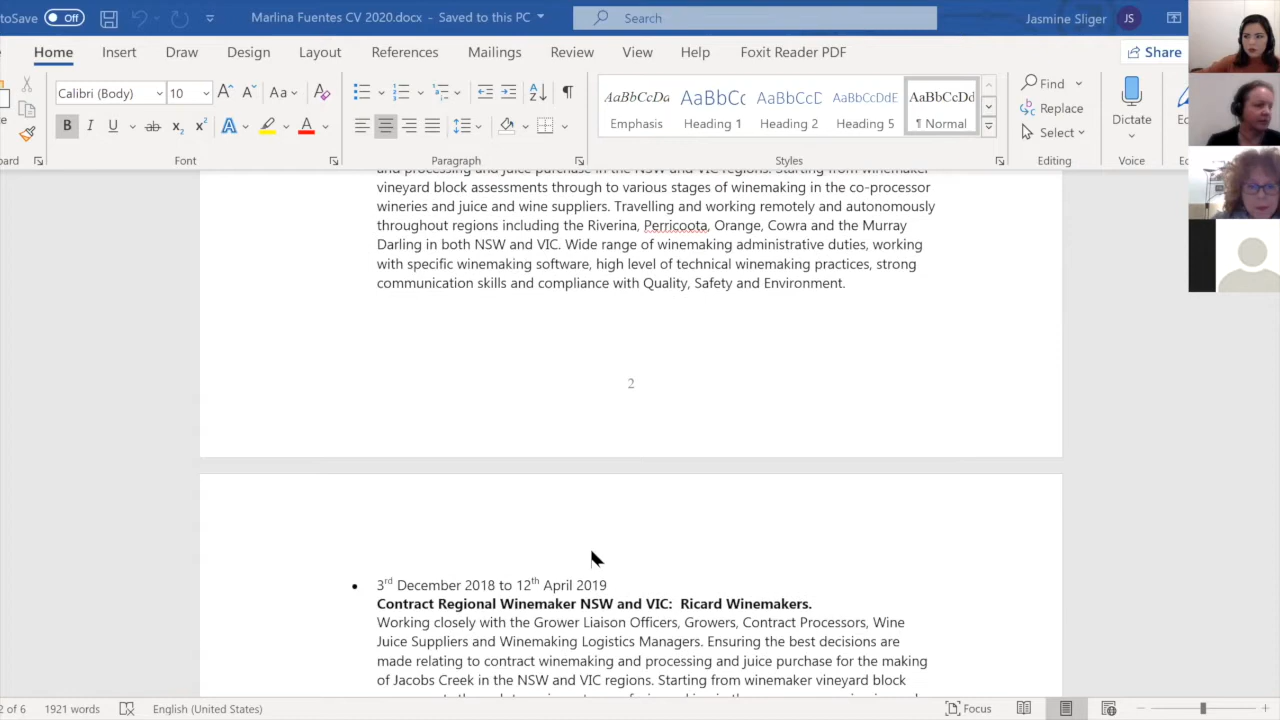 toSave Off Marlina Fuentes CV 2020.docx - Saved to this PC Search Jasmine Sliger JS
Home Insert Draw Design Layout References Mailings Review View Help Foxit Reader PDF Share
Calibri (Body) 10 A A Aa A
B I U ab x2 x2 A A
AaBbCcDd AaBbCc AaBbCcD AaBbCcDdE AaBbCcDd
Emphasis Heading 1 Heading 2 Heading 5 ¶ Normal
Find
Replace
Select
Dictate
oard Font Paragraph Styles Editing Voice
and processing and juice purchase in the NSW and VIC regions. Starting from winemaker
vineyard block assessments through to various stages of winemaking in the co-processor
wineries and juice and wine suppliers. Travelling and working remotely and autonomously
throughout regions including the Riverina, Perricoota, Orange, Cowra and the Murray
Darling in both NSW and VIC. Wide range of winemaking administrative duties, working
with specific winemaking software, high level of technical winemaking practices, strong
communication skills and compliance with Quality, Safety and Environment.
2
• 3rd December 2018 to 12th April 2019
Contract Regional Winemaker NSW and VIC: Ricard Winemakers.
Working closely with the Grower Liaison Officers, Growers, Contract Processors, Wine
Juice Suppliers and Winemaking Logistics Managers. Ensuring the best decisions are
made relating to contract winemaking and processing and juice purchase for the making
of Jacobs Creek in the NSW and VIC regions. Starting from winemaker vineyard block
2 of 6 1921 words English (United States) Focus